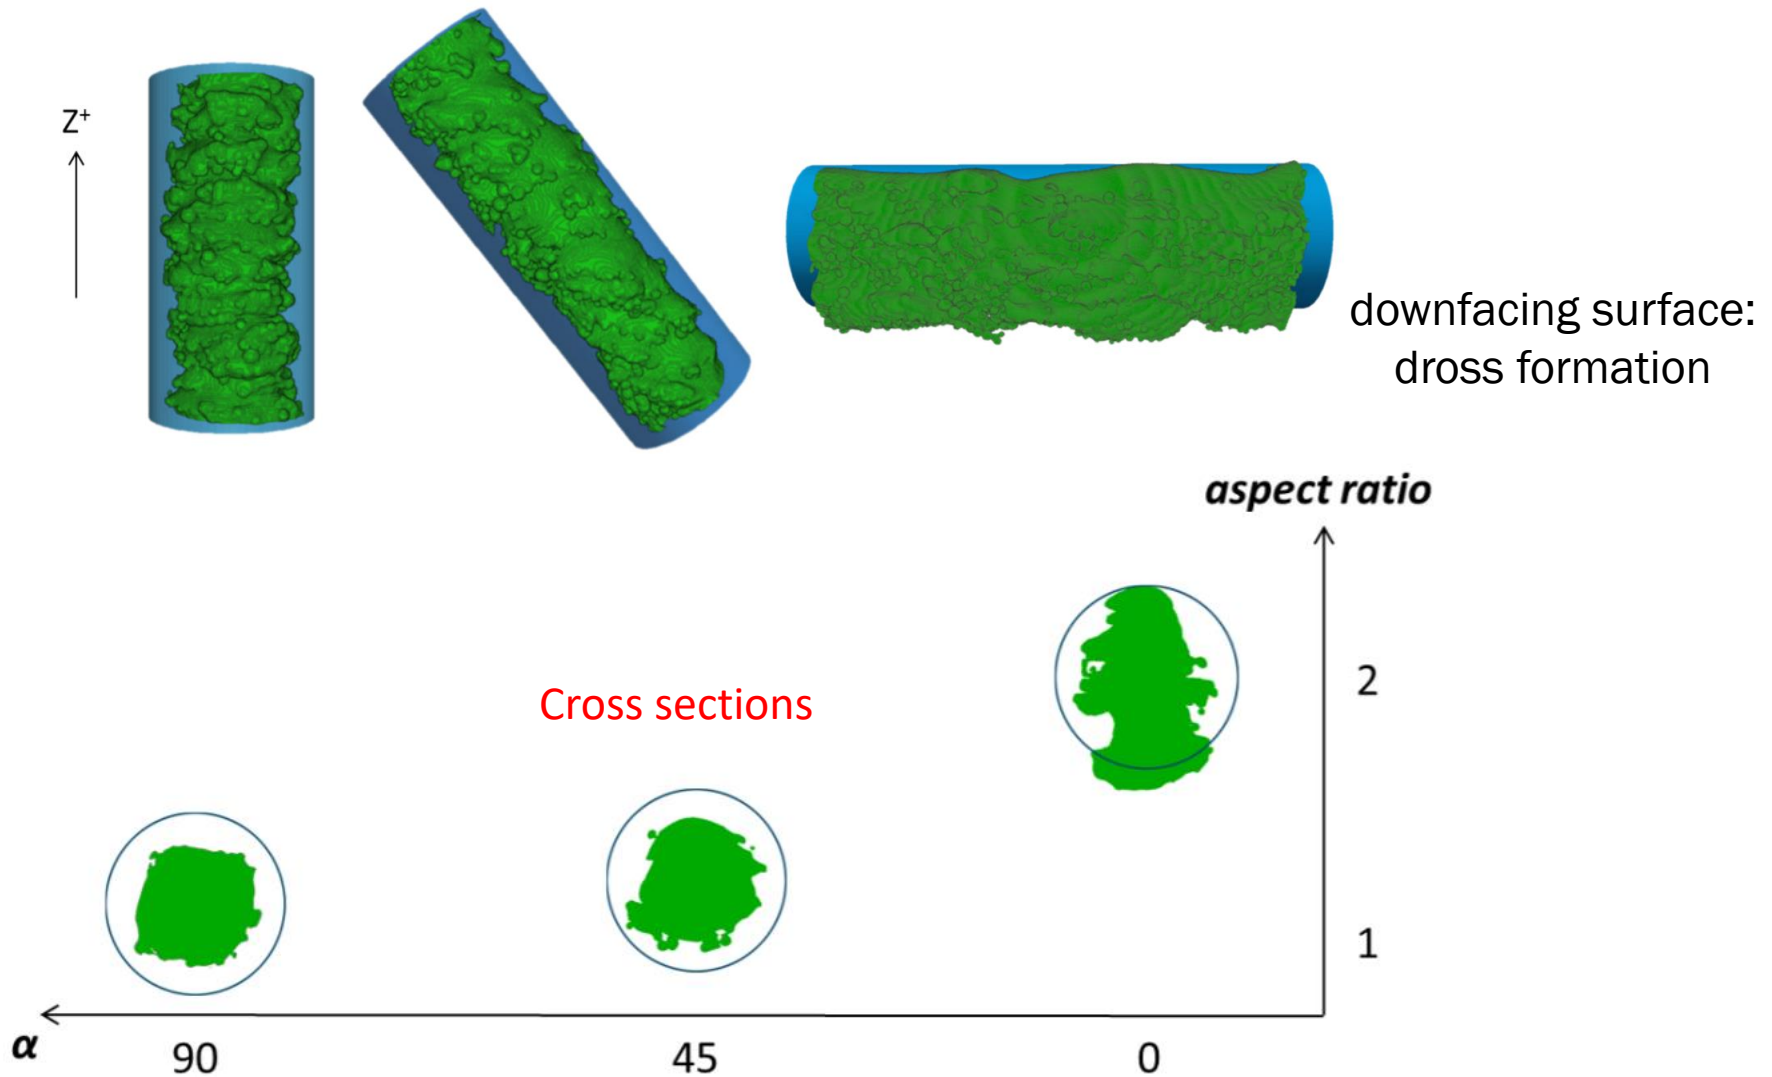 Z⁺
downfacing surface:
dross formation
aspect ratio
2
Cross sections
1
α
90
45
0